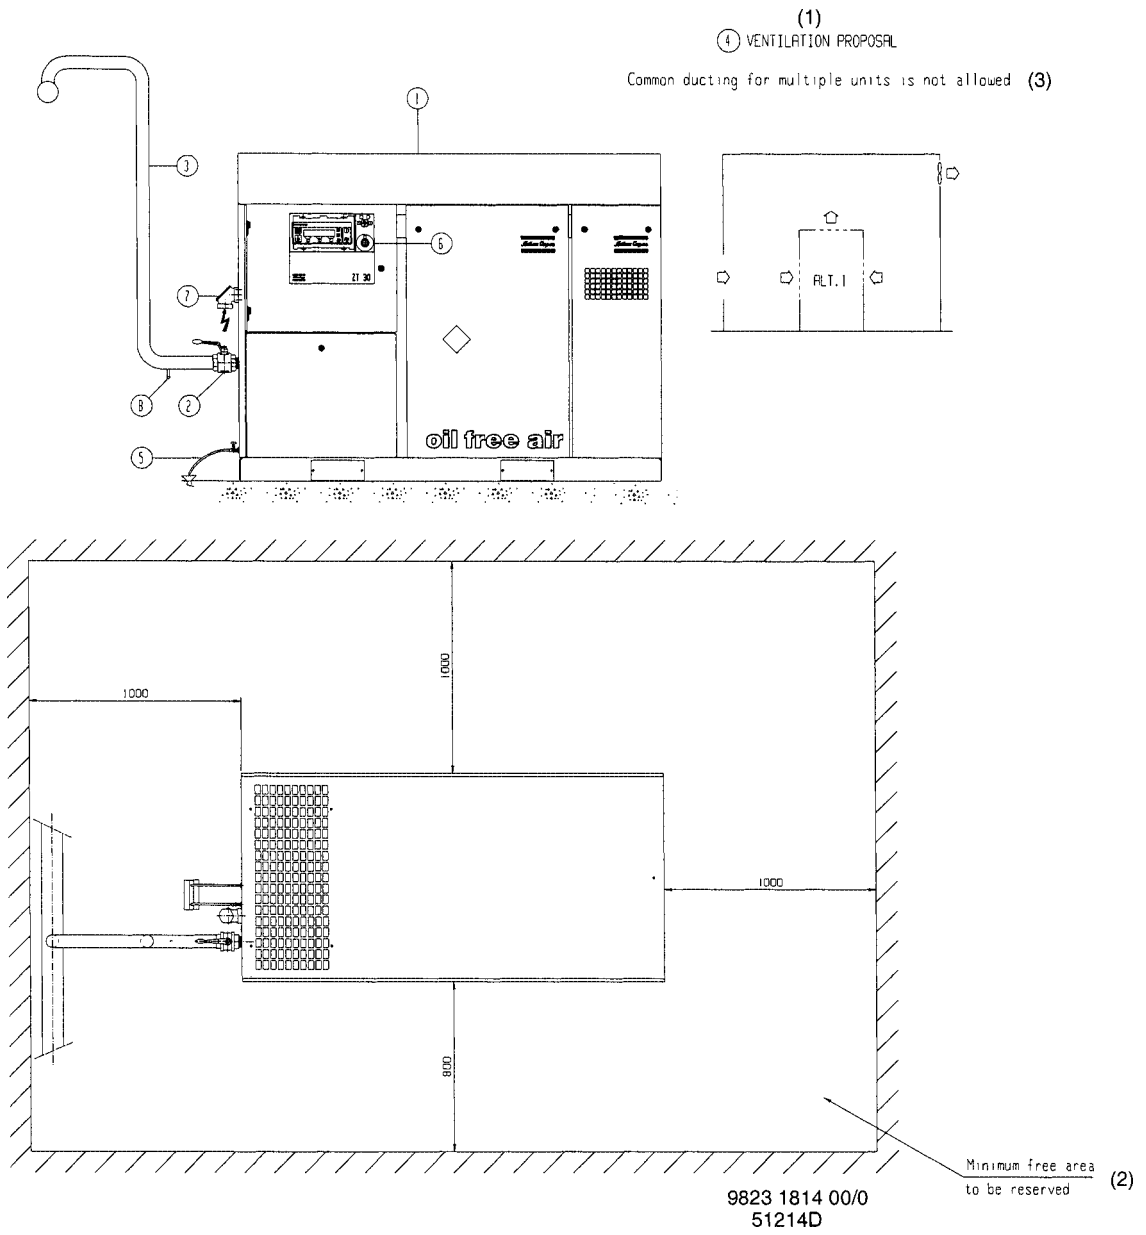 (1)
4 VENTILATION PROPOSAL
Common ducting for multiple units is not allowed (3)
1
3
6
ZT 30
7
ALT.1
8
2
5
oil free air
1000
1000
1000
800
Minimum free area
to be reserved (2)
9823 1814 00/0
51214D